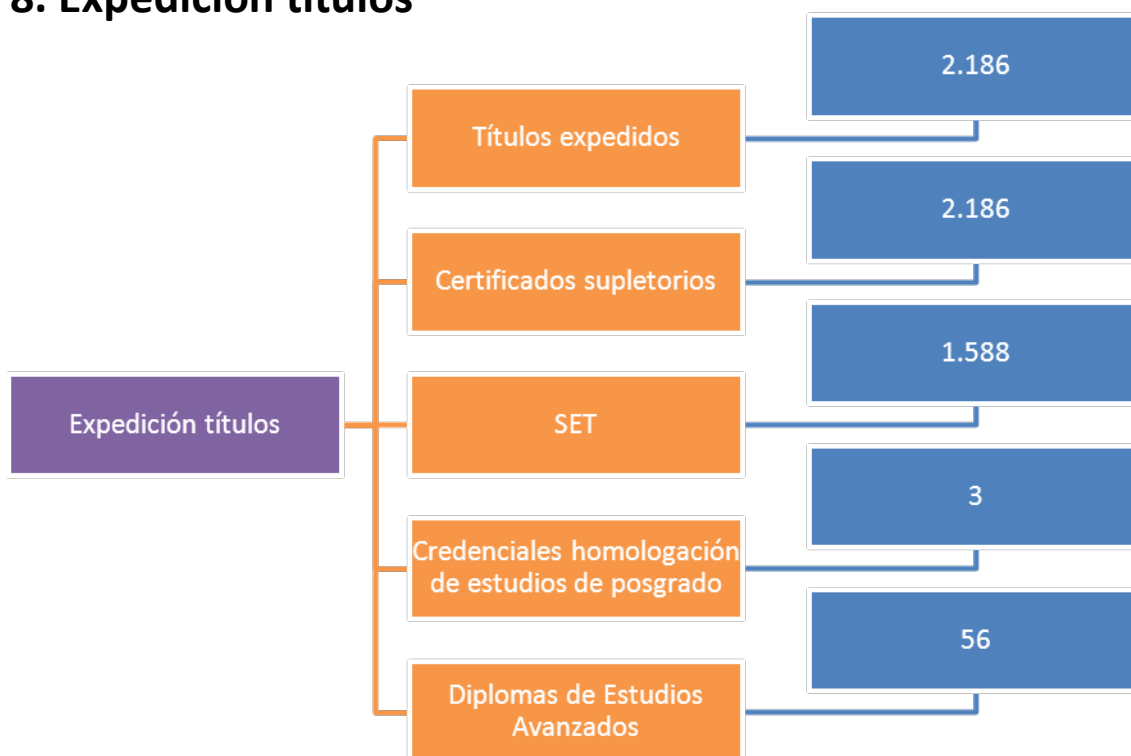 8. Expedición títulos
2.186
Títulos expedidos
2.186
Certificados supletorios
1.588
Expedición títulos
SET
3
Credenciales homologación
de estudios de posgrado
56
Diplomas de Estudios
Avanzados